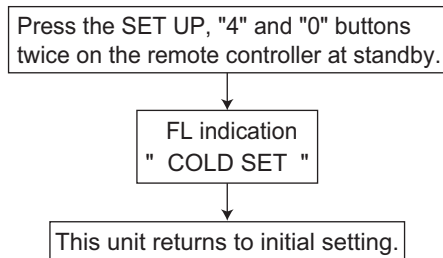 Press the SET UP, "4" and "0" buttons
twice on the remote controller at standby.
FL indication
" COLD SET "
This unit returns to initial setting.